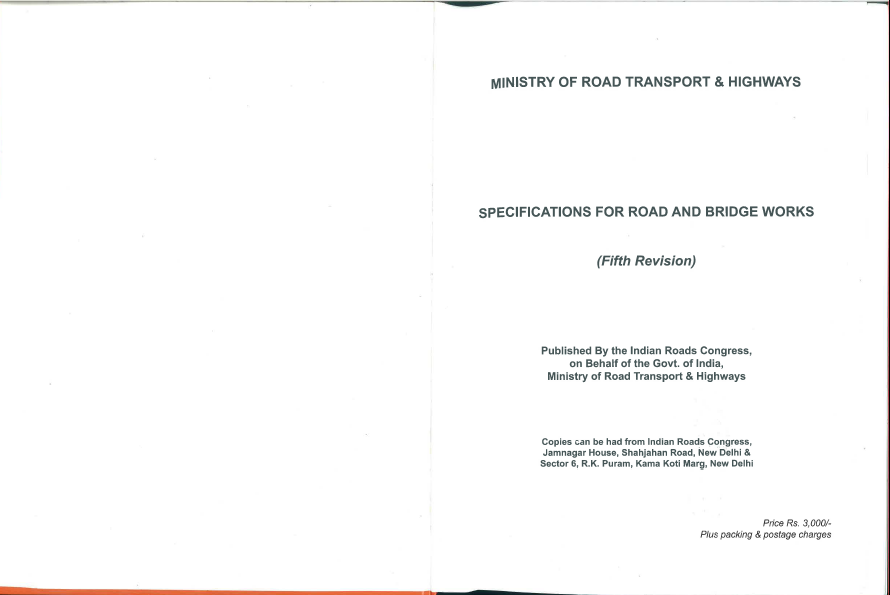 MINISTRY OF ROAD TRANSPORT & HIGHWAYS
SPECIFICATIONS FOR ROAD AND BRIDGE WORKS
(Fifth Revision)
Published By the Indian Roads Congress,
on Behalf of the Govt. of India,
Ministry of Road Transport & Highways
Copies can be had from Indian Roads Congress,
Jamnagar House, Shahjahan Road, New Delhi &
Sector 6, R.K. Puram, Kama Koti Marg, New Delhi
Price Rs. 3,000/-
Plus packing & postage charges